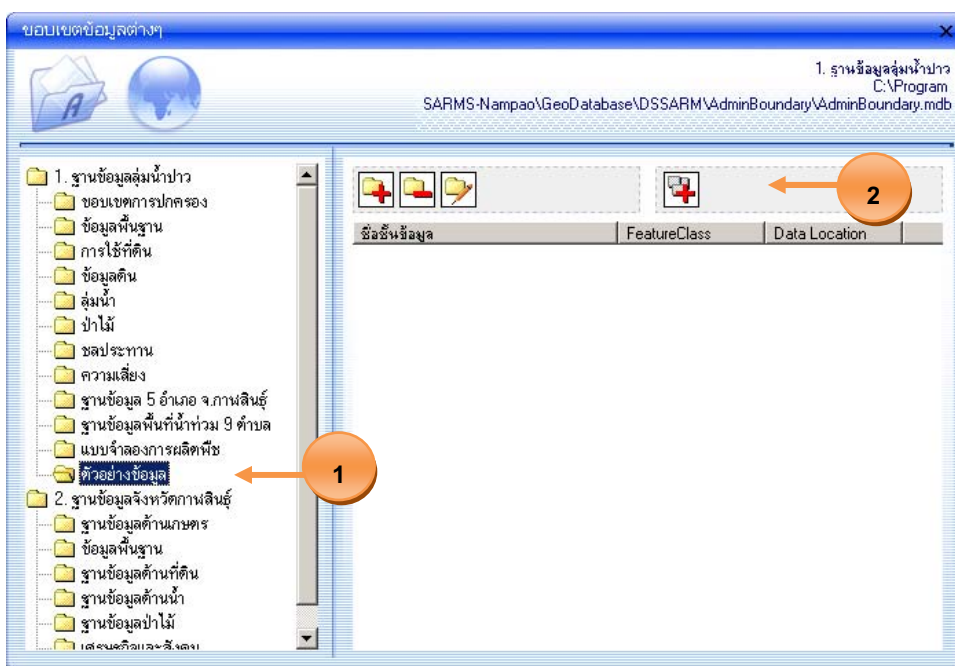 ขอบเขตข้อมูลต่างๆ
1. ฐานข้อมูลลุ่มน้ำปาว
C:\Program
SARMS-Nampao\GeoDatabase\DSSARM\AdminBoundary\AdminBoundary.mdb
A
1. ฐานข้อมูลลุ่มน้ำปาว
ขอบเขตการปกครอง
ข้อมูลพื้นฐาน
การใช้ที่ดิน
ข้อมูลดิน
ลุ่มน้ำ
ป่าไม้
ชลประทาน
ความเสี่ยง
ฐานข้อมูล 5 อำเภอ จ.กาฬสินธุ์
ฐานข้อมูลพื้นที่น้ำท่วม 9 ตำบล
แบบจำลองการผลิตพืช
ตัวอย่างข้อมูล
2. ฐานข้อมูลจังหวัดกาฬสินธุ์
ฐานข้อมูลด้านเกษตร
ข้อมูลพื้นฐาน
ฐานข้อมูลด้านที่ดิน
ฐานข้อมูลด้านน้ำ
ฐานข้อมูลป่าไม้
เศรษฐกิจและสังคม
1
2
ชื่อชั้นข้อมูล FeatureClass Data Location